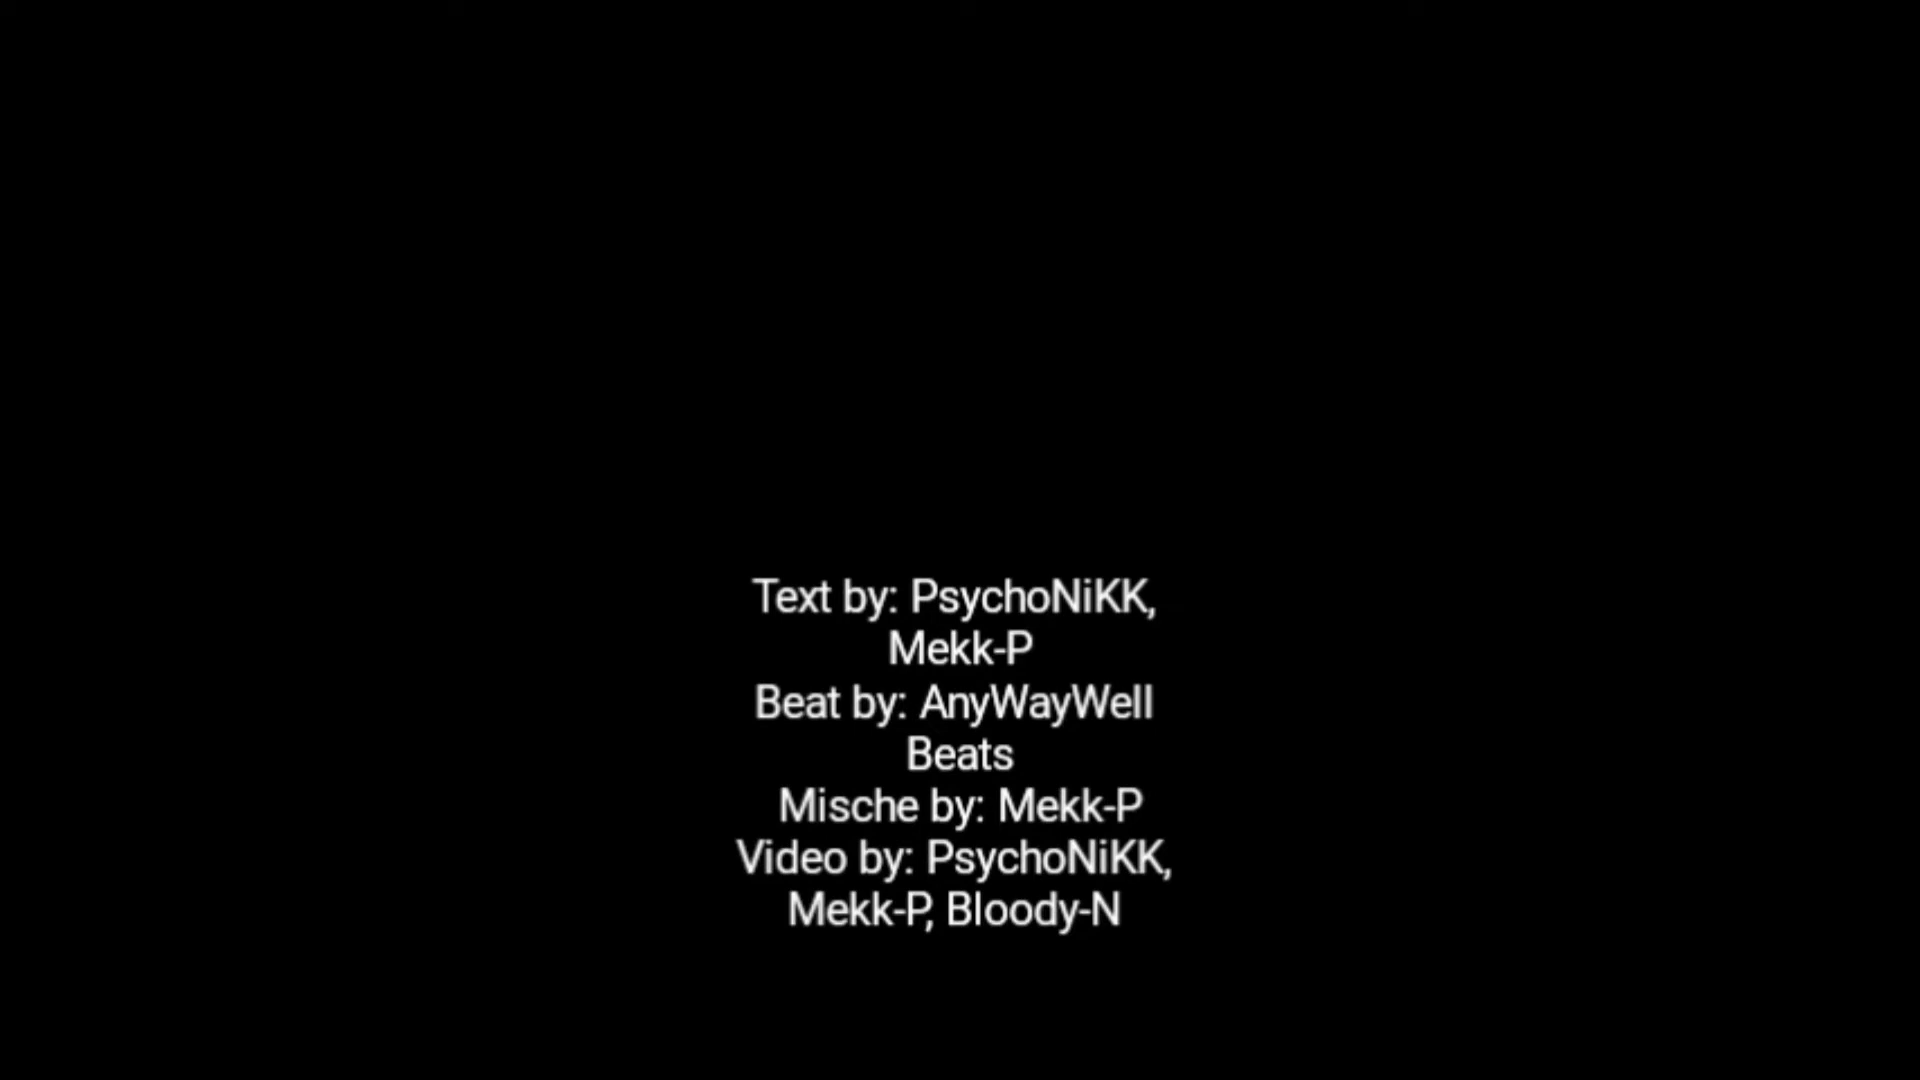 Text by: PsychoNiKK,
Mekk-P
Beat by: AnyWayWell
Beats
Mische by: Mekk-P
Video by: PsychoNiKK,
Mekk-P, Bloody-N